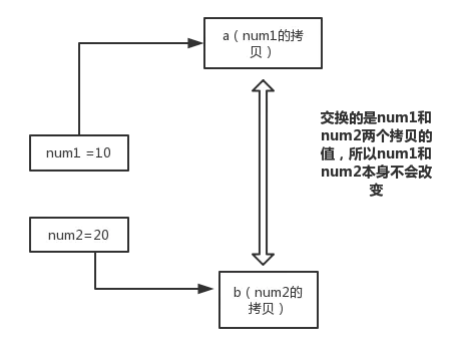 a（num1的拷
贝）
num1 =10
交换的是num1和
num2两个拷贝的
值，所以num1和
num2本身不会改
变
num2=20
b（num2的
拷贝）